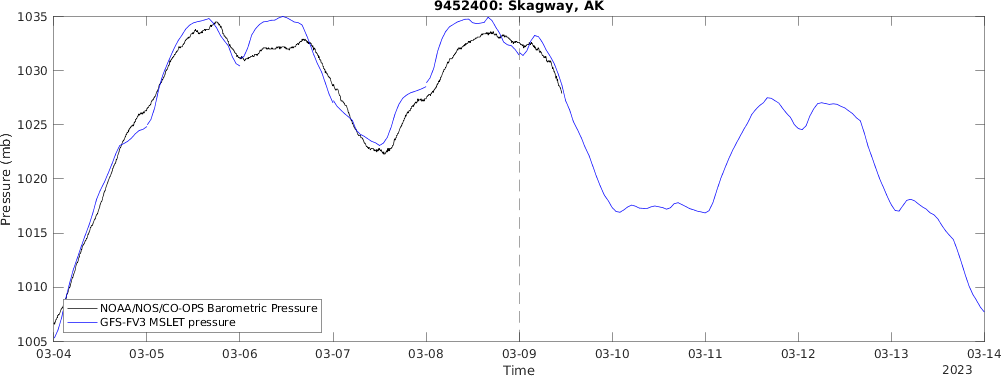 9452400: Skagway, AK
Pressure (mb)
1035
1030
1025
1020
1015
1010
1005
NOAA/NOS/CO-OPS Barometric Pressure
GFS-FV3 MSLET pressure
03-04 03-05 03-06 03-07 03-08 03-09 03-10 03-11 03-12 03-13 03-14
Time
2023